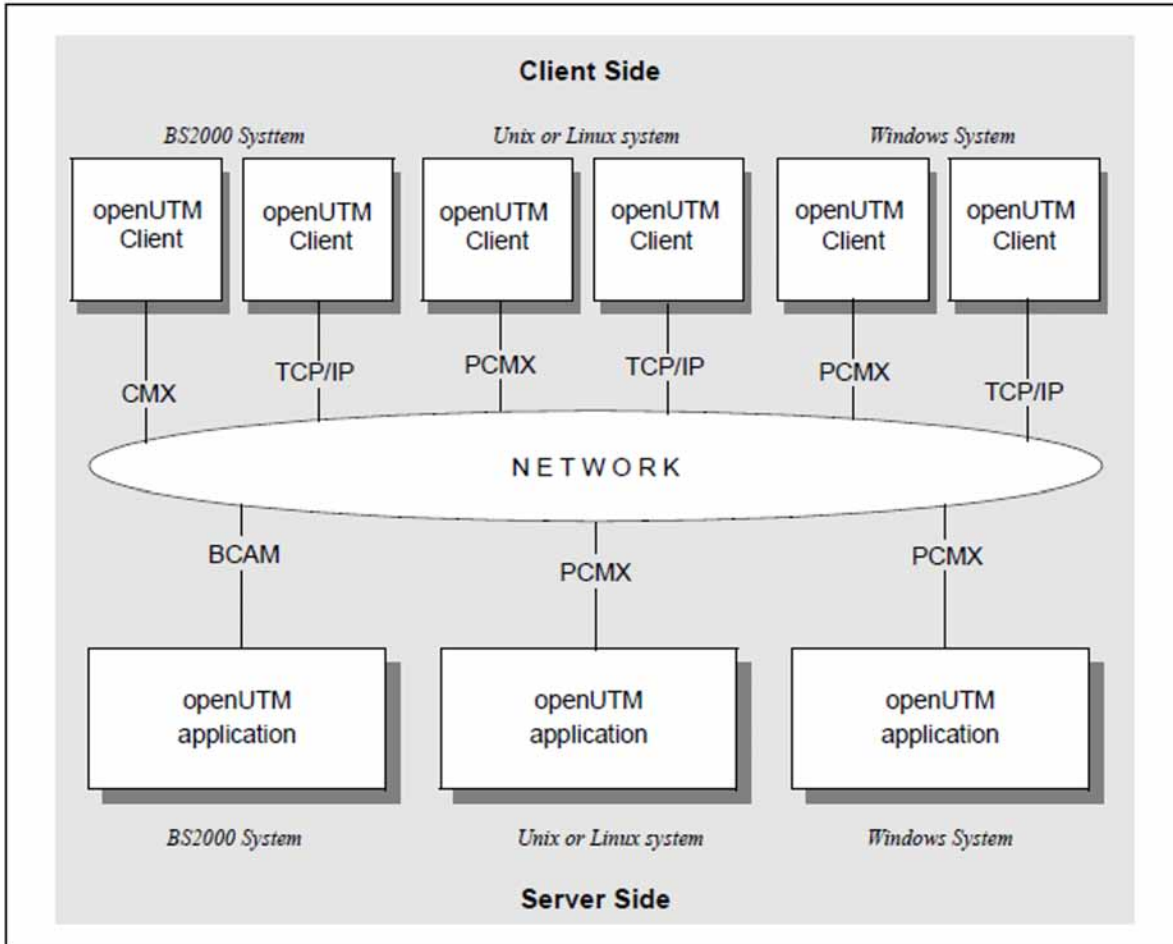 Client Side
BS2000 Systtem
Unix or Linux system
Windows System
openUTM
Client
openUTM
Client
openUTM
Client
openUTM
Client
openUTM
Client
openUTM
Client
CMX
TCP/IP
PCMX
TCP/IP
PCMX
TCP/IP
NETWORK
BCAM
PCMX
PCMX
openUTM
application
openUTM
application
openUTM
application
BS2000 System
Unix or Linux system
Windows System
Server Side